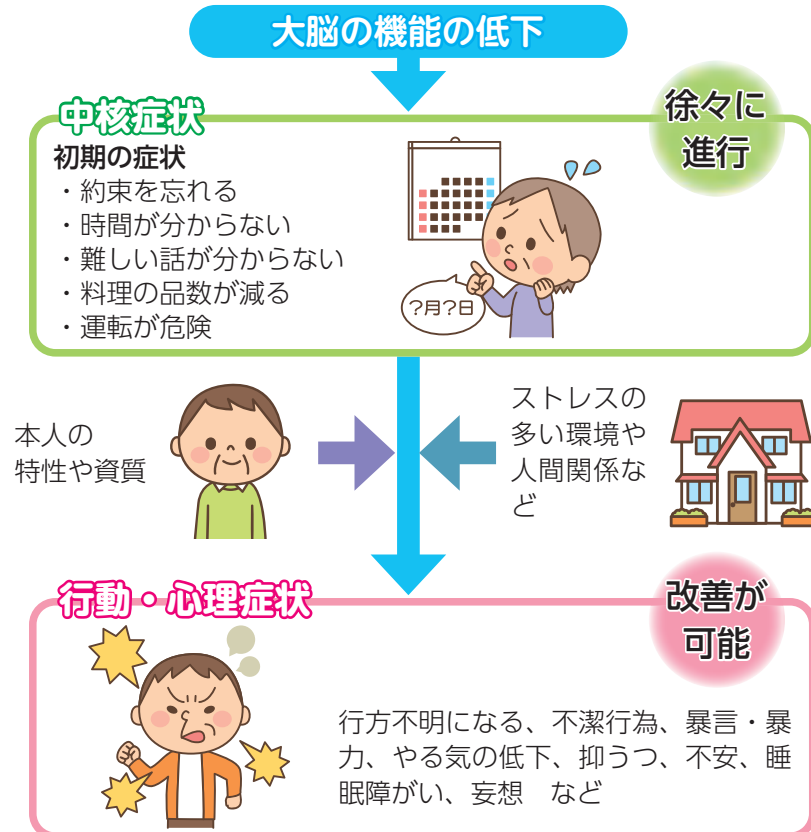 大脳の機能の低下
中核症状
徐々に
進行
初期の症状
・約束を忘れる
・時間が分からない
・難しい話が分からない
・料理の品数が減る
・運転が危険
?月?日
本人の
特性や資質
ストレスの
多い環境や
人間関係な
ど
行動・心理症状
改善が
可能
行方不明になる、不潔行為、暴言・暴
力、やる気の低下、抑うつ、不安、睡
眠障がい、妄想　など